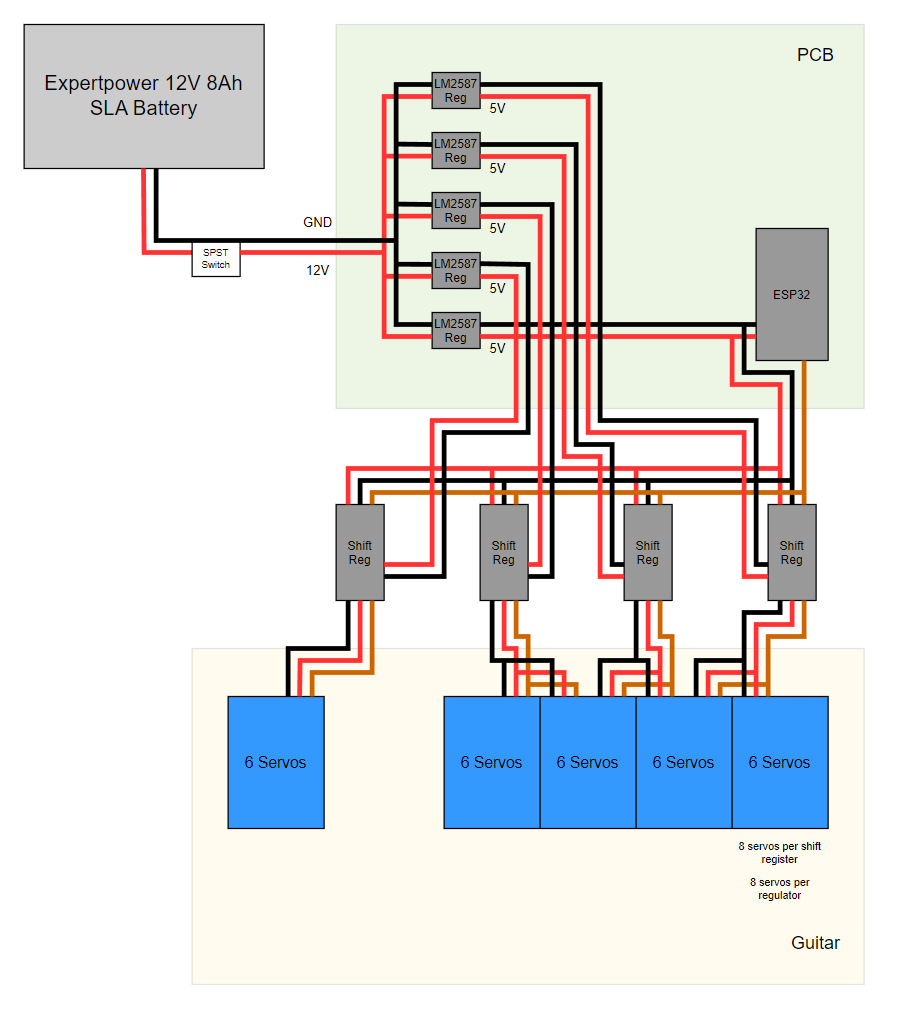 Expertpower 12V 8Ah
SLA Battery
PCB
LM2587
Reg
5V
LM2587
Reg
5V
LM2587
Reg
5V
GND
SPST
Switch
12V
LM2587
Reg
5V
LM2587
Reg
5V
ESP32
Shift
Reg
Shift
Reg
Shift
Reg
Shift
Reg
6 Servos
6 Servos
6 Servos
6 Servos
6 Servos
8 servos per shift
register
8 servos per
regulator
Guitar